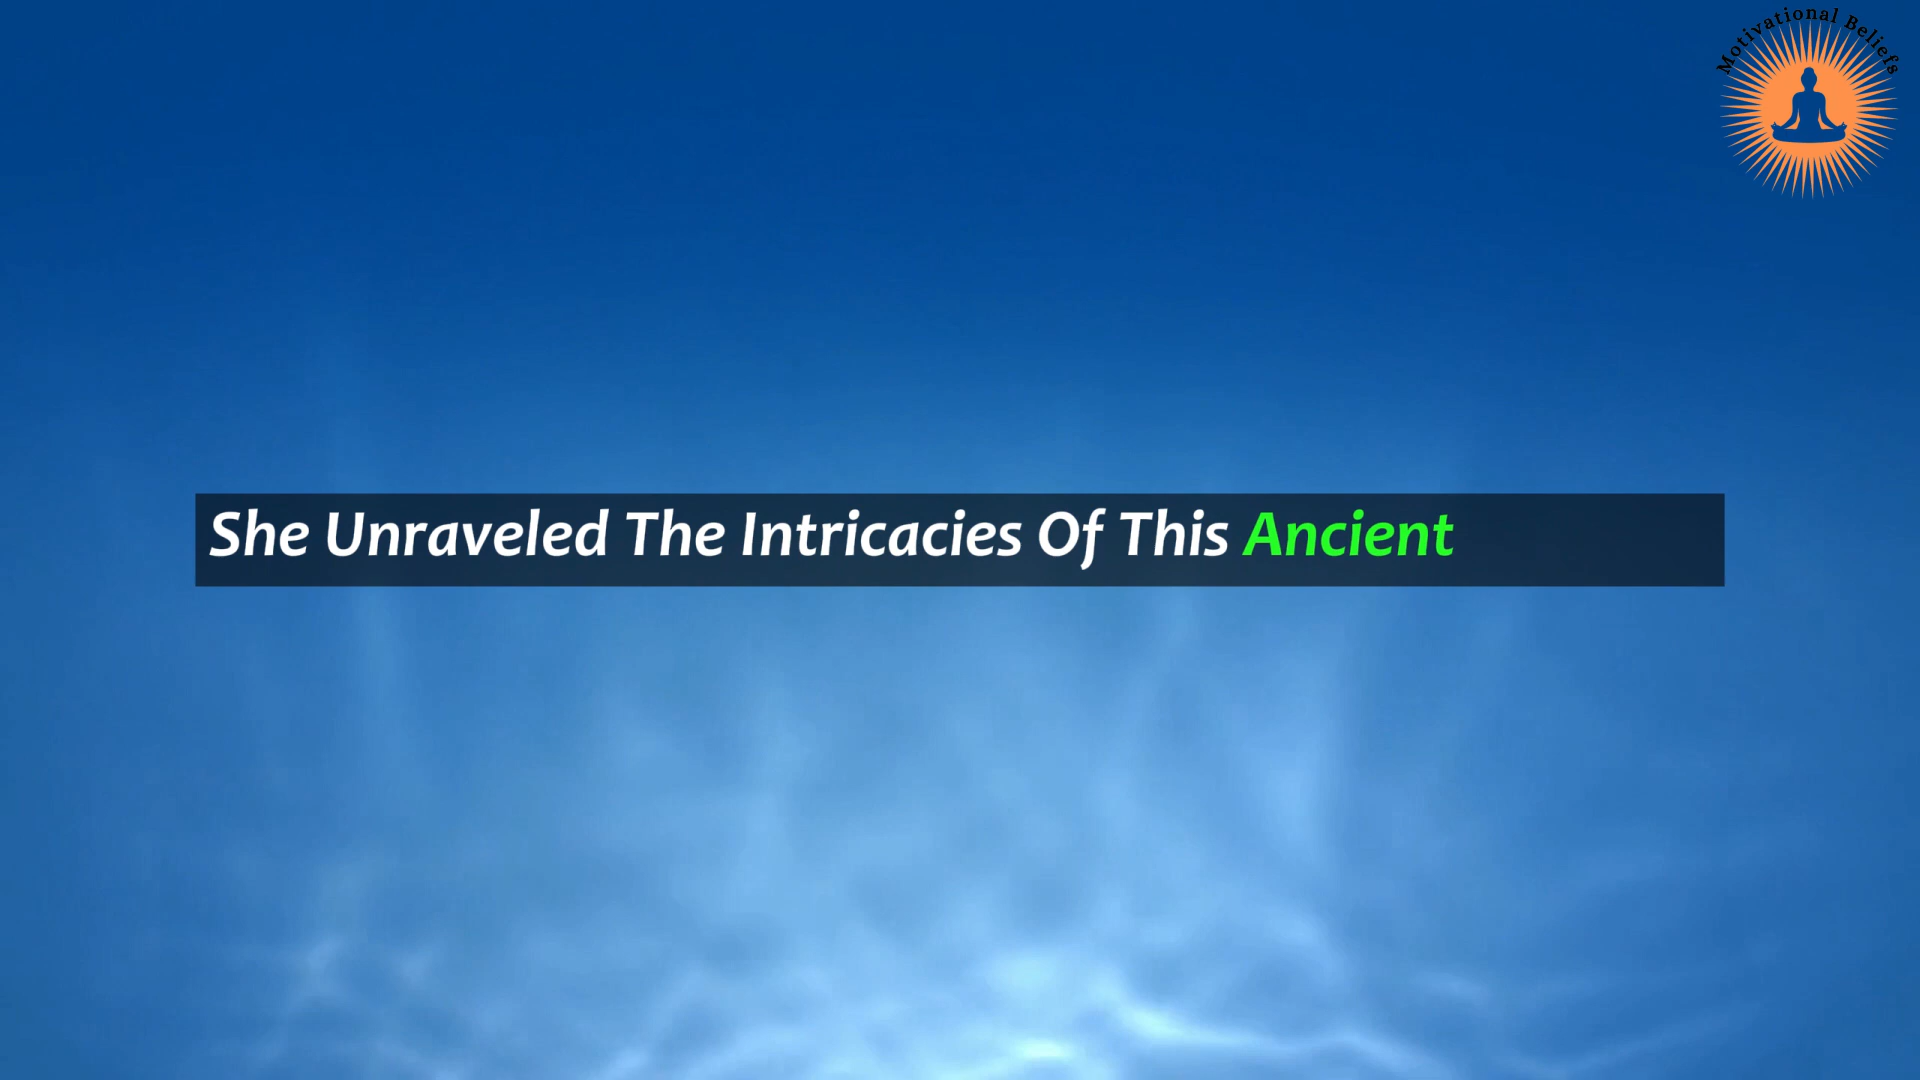 Motivational Beliefs
She Unraveled The Intricacies Of This Ancient